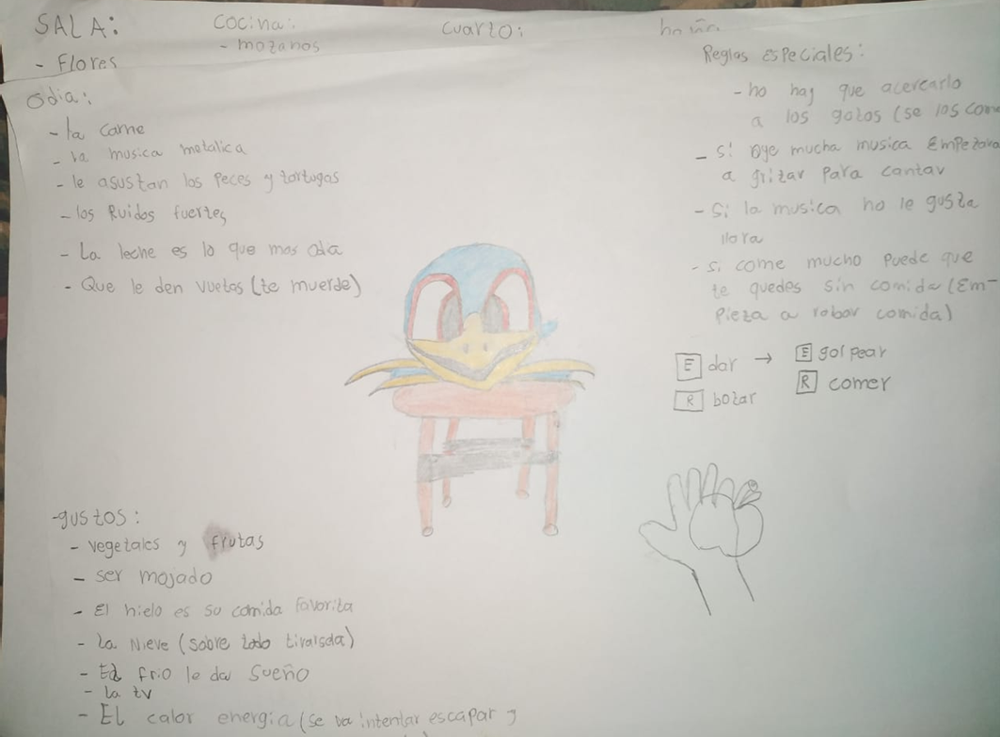 SALA:
- Flores
cocina:
- mozanos
cuarto:
Odia:
- la carne
- la musica metalica
- le asustan los peces y tortugas
- los Ruidos fuertes
- La leche es lo que mas odia
- Que le den vuetas (te muerde)
-gustos:
- vegetales y frutas
- ser mojado
- El hielo es su comida favorita
- La Nieve (sobre todo tirarsda)
- El frio le da sueño
- la tv
- EL calor energia (se va intentar escapar y
Reglas especiales:
- no hay que acercarlo
a los gatos (se los come
- Si oye mucha musica Empezara
a gritar para cantar
- Si la musica no le gusta
llora
- si come mucho puede que
te quedes sin comida (Em-
pieza a robar comida)
E dar → E golpear
R botar R comer